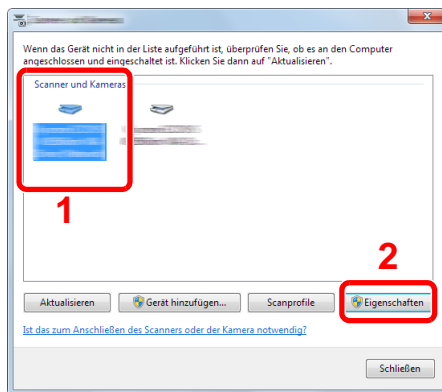 Wenn das Gerät nicht in der Liste aufgeführt ist, überprüfen Sie, ob es an den Computer
angeschlossen und eingeschaltet ist. Klicken Sie dann auf "Aktualisieren".
Scanner und Kameras
1
2
Aktualisieren Gerät hinzufügen... Scanprofile Eigenschaften
Ist das zum Anschließen des Scanners oder der Kamera notwendig?
Schließen